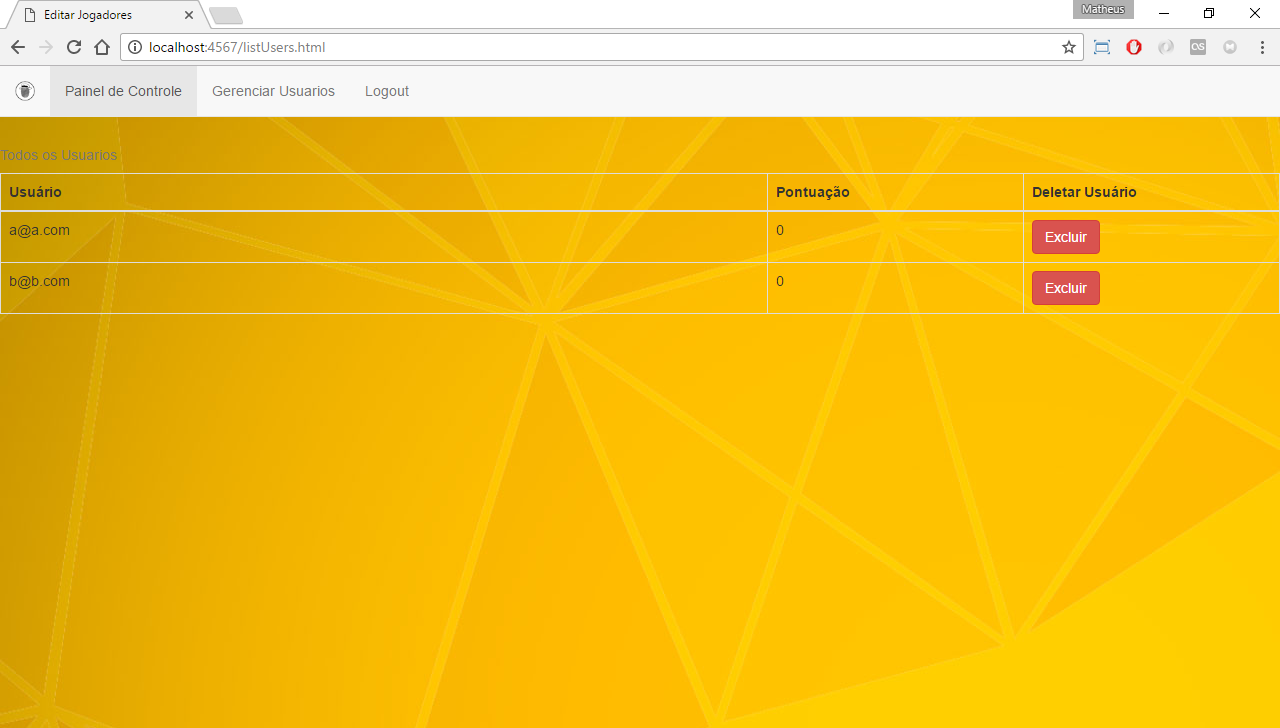 Editar Jogadores
Matheus
localhost:4567/listUsers.html
Painel de Controle Gerenciar Usuarios Logout
Todos os Usuarios
Usuário Pontuação Deletar Usuário
a@a.com 0 Excluir
b@b.com 0 Excluir